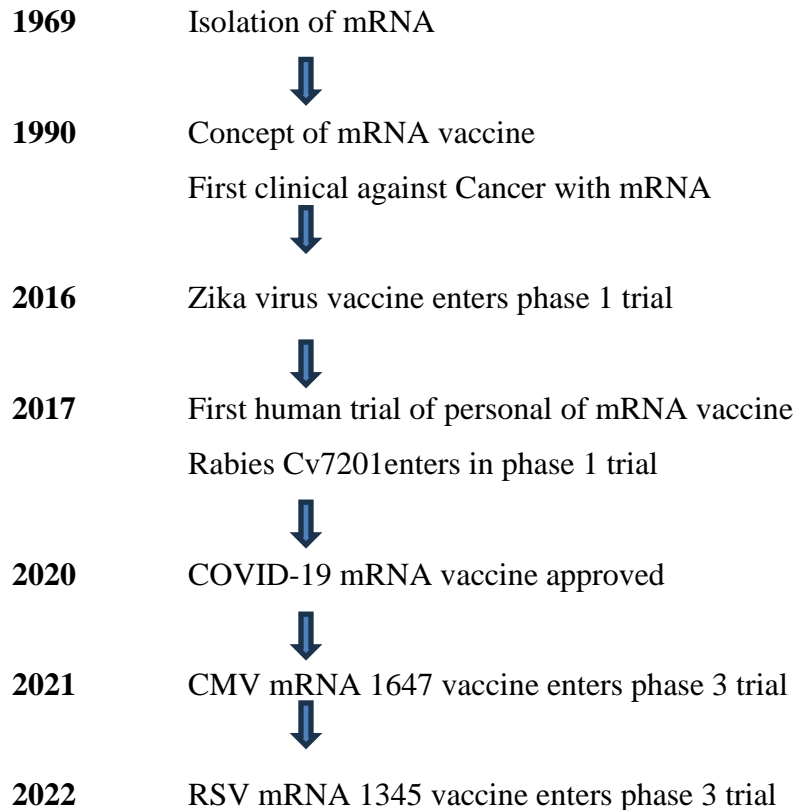 1969 Isolation of mRNA
1990 Concept of mRNA vaccine
First clinical against Cancer with mRNA
2016 Zika virus vaccine enters phase 1 trial
2017 First human trial of personal of mRNA vaccine
Rabies Cv7201enters in phase 1 trial
2020 COVID-19 mRNA vaccine approved
2021 CMV mRNA 1647 vaccine enters phase 3 trial
2022 RSV mRNA 1345 vaccine enters phase 3 trial